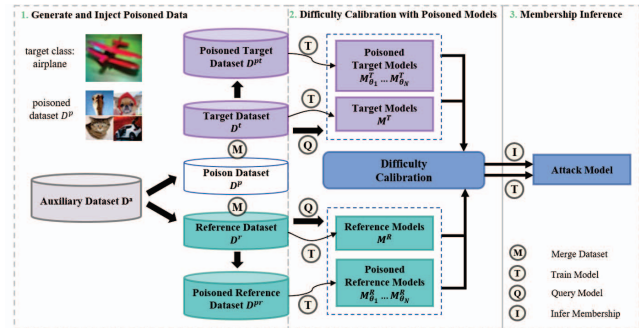 1. Generate and Inject Poisoned Data
2. Difficulty Calibration with Poisoned Models
3. Membership Inference
target class:
airplane
poisoned
dataset D^p
Auxiliary Dataset D^a
Poisoned Target
Dataset D^pt
Target Dataset
D^t
M
Poison Dataset
D^p
M
Reference Dataset
D^r
Poisoned Reference
Dataset D^pr
T
T
Q
Q
T
T
Poisoned
Target Models
M^T_θ1 ... M^T_θN
Target Models
M^T
Difficulty
Calibration
Reference Models
M^R
Poisoned
Reference Models
M^R_θ1 ... M^R_θN
I
T
Attack Model
M Merge Dataset
T Train Model
Q Query Model
I Infer Membership